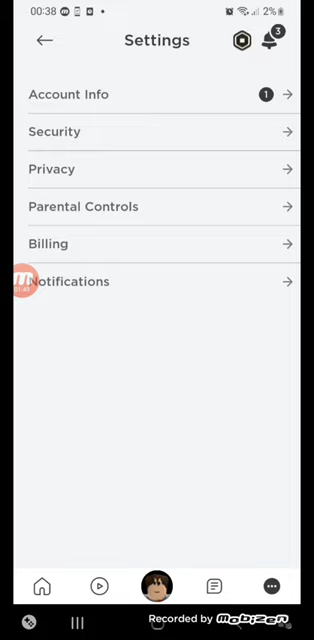 00:38
2%
Settings
3
Account Info
1
Security
Privacy
Parental Controls
Billing
Notifications
Recorded by mobizen